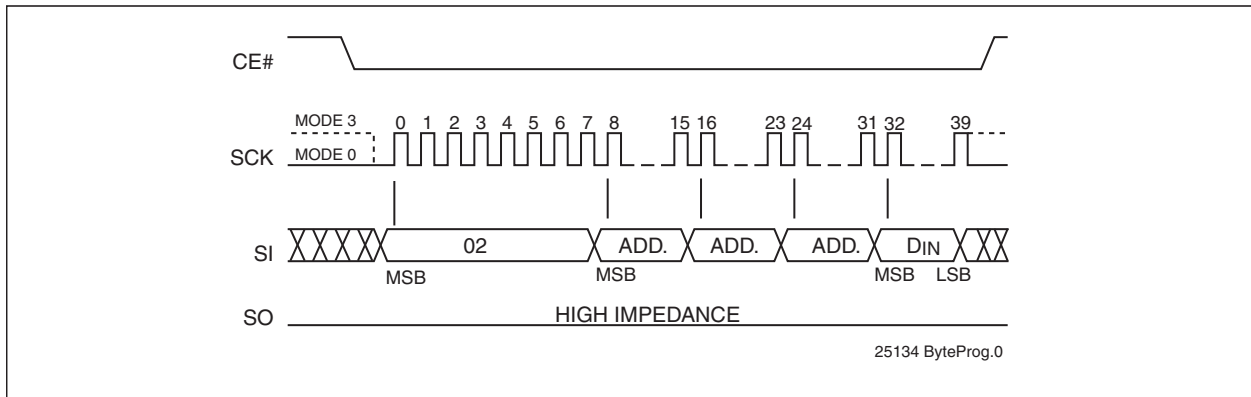 CE#
MODE 3
0 1 2 3 4 5 6 7 8 15 16 23 24 31 32 39
SCK
MODE 0
SI
02 ADD. ADD. ADD. DIN
MSB MSB MSB LSB
SO
HIGH IMPEDANCE
25134 ByteProg.0